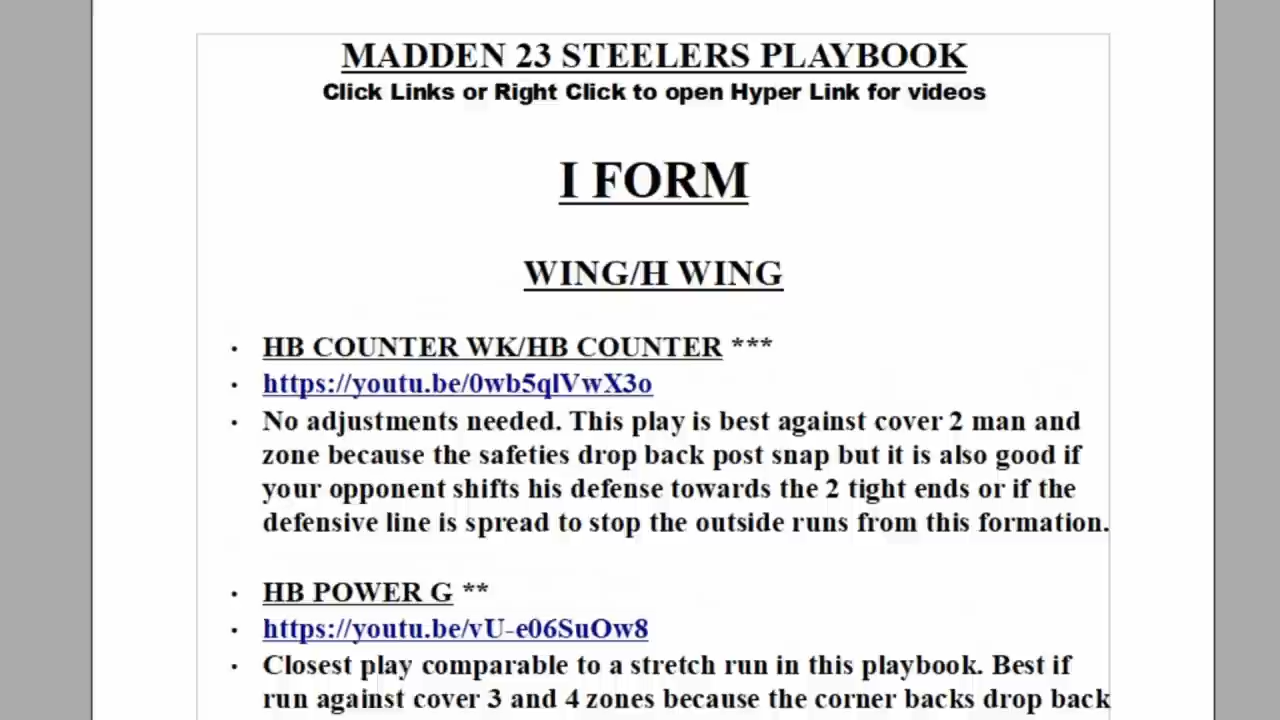 MADDEN 23 STEELERS PLAYBOOK
Click Links or Right Click to open Hyper Link for videos
I FORM
WING/H WING
• HB COUNTER WK/HB COUNTER ***
• https://youtu.be/0wb5qlVwX3o
• No adjustments needed. This play is best against cover 2 man and
zone because the safeties drop back post snap but it is also good if
your opponent shifts his defense towards the 2 tight ends or if the
defensive line is spread to stop the outside runs from this formation.
• HB POWER G **
• https://youtu.be/vU-e06SuOw8
• Closest play comparable to a stretch run in this playbook. Best if
run against cover 3 and 4 zones because the corner backs drop back